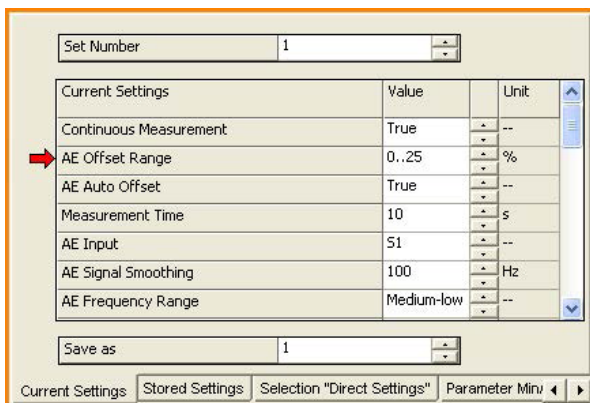 Set Number 1
Current Settings Value Unit
Continuous Measurement True --
AE Offset Range 0..25 %
AE Auto Offset True --
Measurement Time 10 s
AE Input S1 --
AE Signal Smoothing 100 Hz
AE Frequency Range Medium-low --
Save as 1
Current Settings Stored Settings Selection "Direct Settings" Parameter Min/